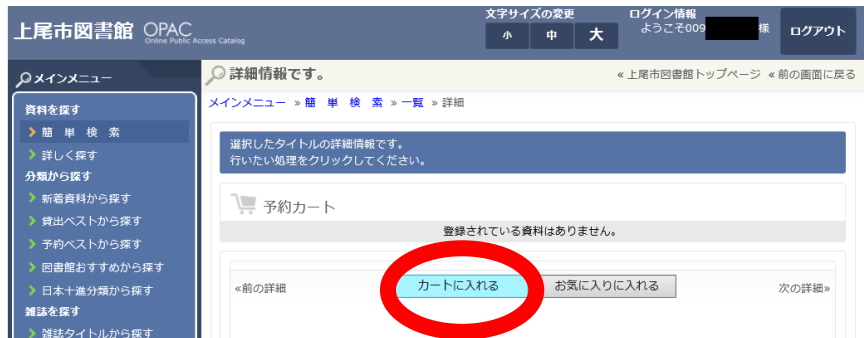 上尾市図書館 OPAC
Online Public Access Catalog
文字サイズの変更
小 中 大
ログイン情報
ようこそ009 様
ログアウト
メインメニュー
資料を探す
簡 単 検 索
詳しく探す
分類から探す
新着資料から探す
貸出ベストから探す
予約ベストから探す
図書館おすすめから探す
日本十進分類から探す
雑誌を探す
雑誌タイトルから探す
詳細情報です。
«上尾市図書館トップページ «前の画面に戻る
メインメニュー »簡 単 検 索 »一覧 »詳細
選択したタイトルの詳細情報です。
行いたい処理をクリックしてください。
予約カート
登録されている資料はありません。
«前の詳細 カートに入れる お気に入りに入れる 次の詳細»